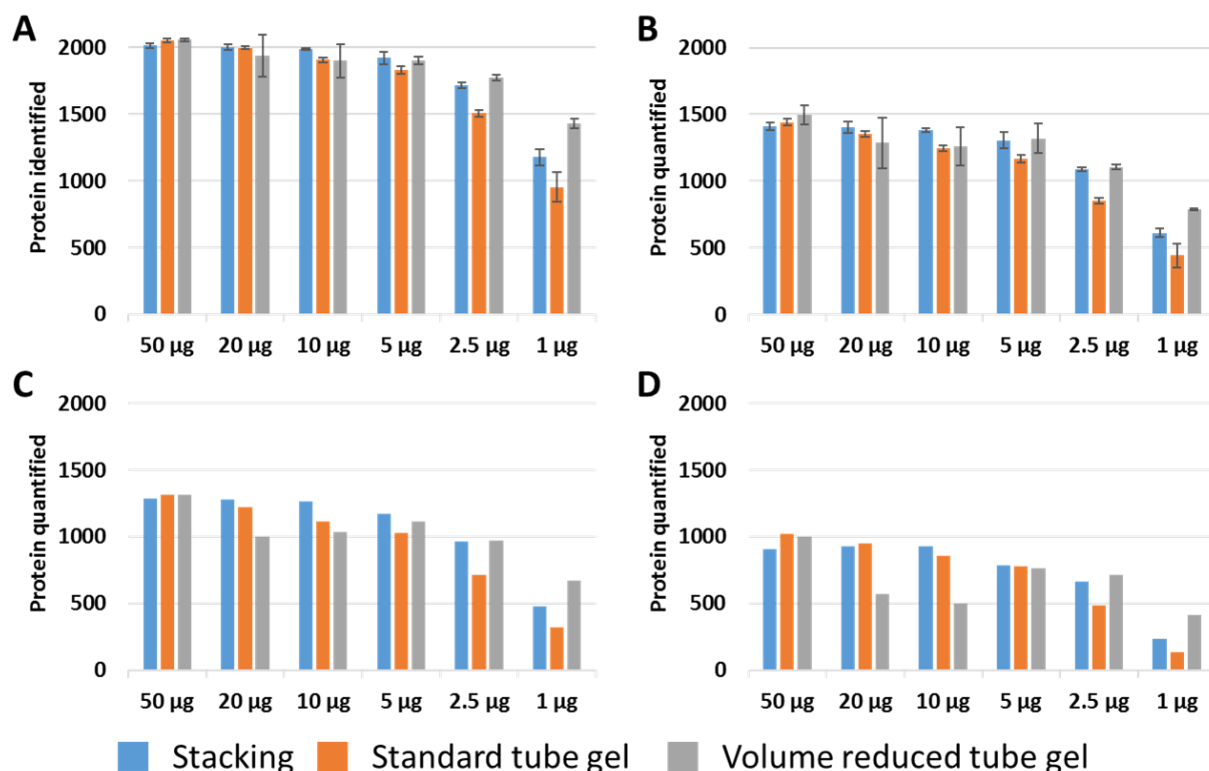 A
Protein identified
2000
1500
1000
500
0
50 µg 20 µg 10 µg 5 µg 2.5 µg 1 µg
B
Protein quantified
2000
1500
1000
500
0
50 µg 20 µg 10 µg 5 µg 2.5 µg 1 µg
C
Protein quantified
2000
1500
1000
500
0
50 µg 20 µg 10 µg 5 µg 2.5 µg 1 µg
D
Protein quantified
2000
1500
1000
500
0
50 µg 20 µg 10 µg 5 µg 2.5 µg 1 µg
Stacking Standard tube gel Volume reduced tube gel